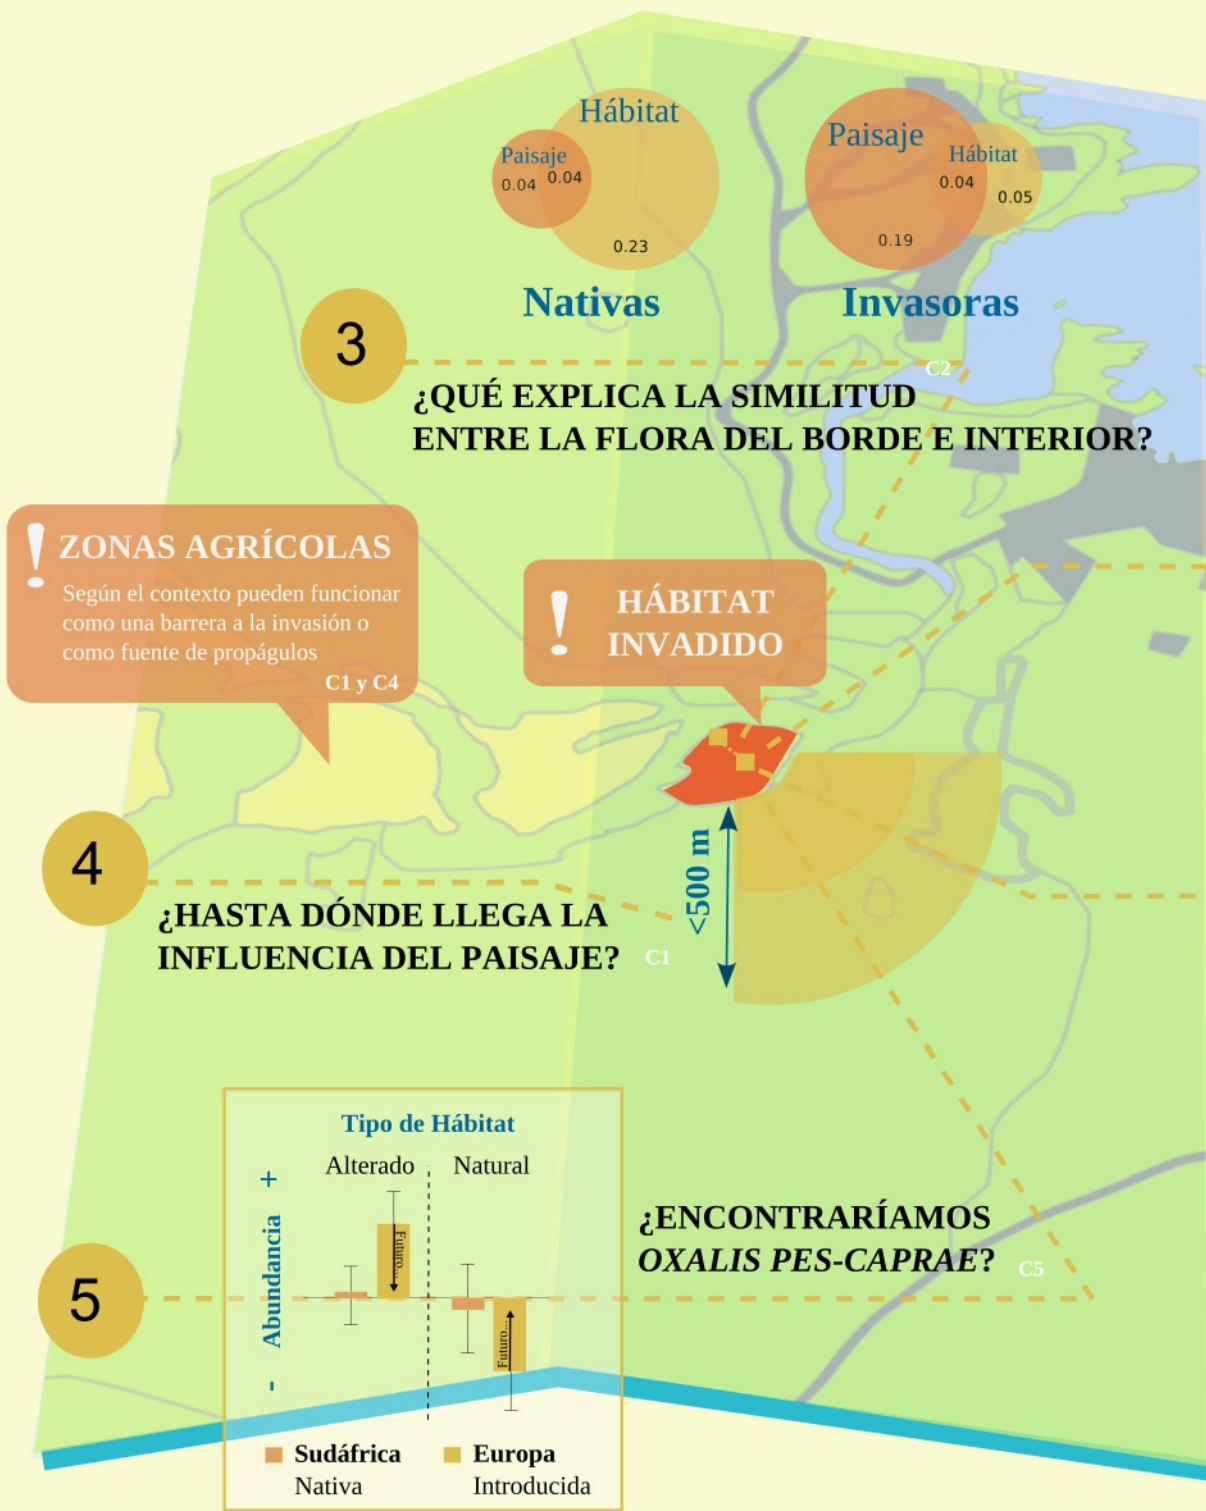 Hábitat
Paisaje
0.04
0.04
0.23
Nativas
Paisaje
Hábitat
0.04
0.05
0.19
Invasoras
3
C2
¿QUÉ EXPLICA LA SIMILITUD
ENTRE LA FLORA DEL BORDE E INTERIOR?
! ZONAS AGRÍCOLAS
Según el contexto pueden funcionar
como una barrera a la invasión o
como fuente de propágulos
C1 y C4
! HÁBITAT
INVADIDO
4
¿HASTA DÓNDE LLEGA LA
INFLUENCIA DEL PAISAJE?
C1
<500 m
5
Tipo de Hábitat
Alterado
Natural
- Abundancia +
Futuro...
Futuro...
Sudáfrica
Nativa
Europa
Introducida
¿ENCONTRARÍAMOS
OXALIS PES-CAPRAE?
C5